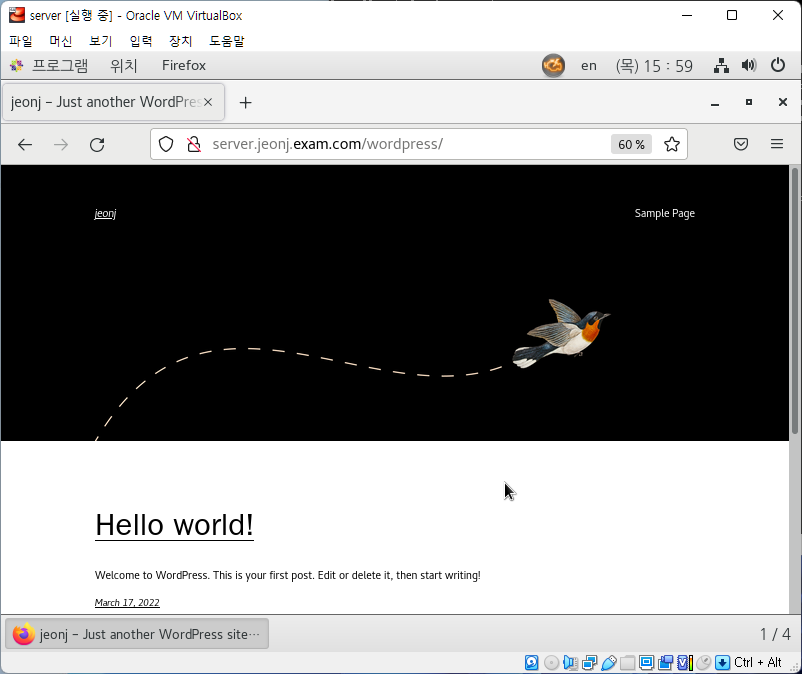 server [실행 중] - Oracle VM VirtualBox
파일 머신 보기 입력 장치 도움말
프로그램 위치 Firefox en (목) 15 : 59
jeonj – Just another WordPres
server.jeonj.exam.com/wordpress/ 60 %
jeonj Sample Page
Hello world!
Welcome to WordPress. This is your first post. Edit or delete it, then start writing!
March 17, 2022
jeonj – Just another WordPress site··· 1 / 4
Ctrl + Alt